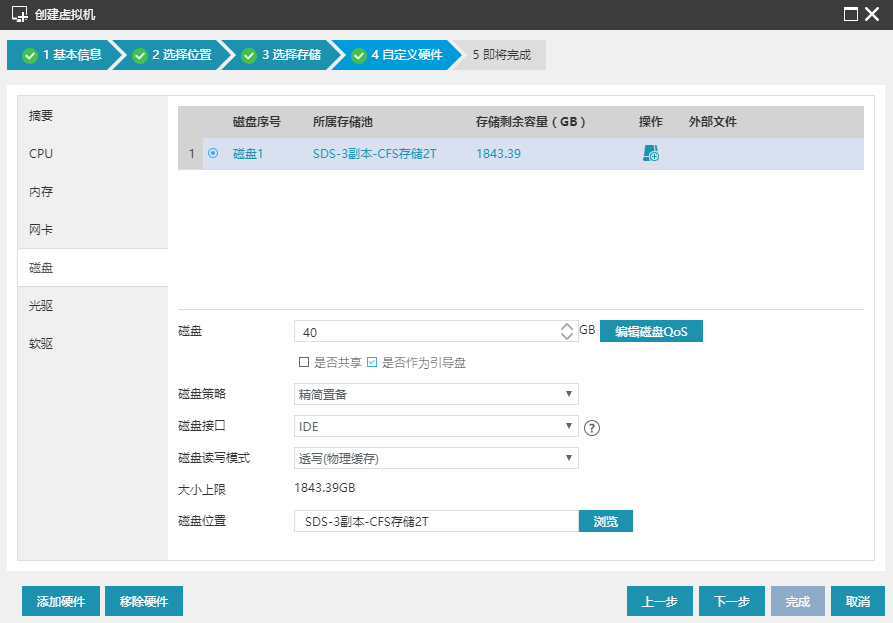 创建虚拟机
1 基本信息 2 选择位置 3 选择存储 4 自定义硬件 5 即将完成
摘要
CPU
内存
网卡
磁盘
光驱
软驱
磁盘序号 所属存储池 存储剩余容量（GB） 操作 外部文件
1 磁盘1 SDS-3副本-CFS存储2T 1843.39
磁盘 40 GB 编辑磁盘QoS
是否共享 是否作为引导盘
磁盘策略 精简置备
磁盘接口 IDE ?
磁盘读写模式 透写(物理缓存)
大小上限 1843.39GB
磁盘位置 SDS-3副本-CFS存储2T 浏览
添加硬件 移除硬件 上一步 下一步 完成 取消